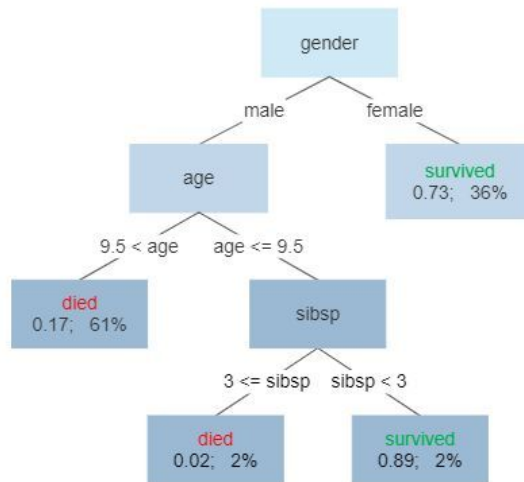 gender
male
female
age
survived
0.73; 36%
9.5 < age
age <= 9.5
died
0.17; 61%
sibsp
3 <= sibsp
sibsp < 3
died
0.02; 2%
survived
0.89; 2%